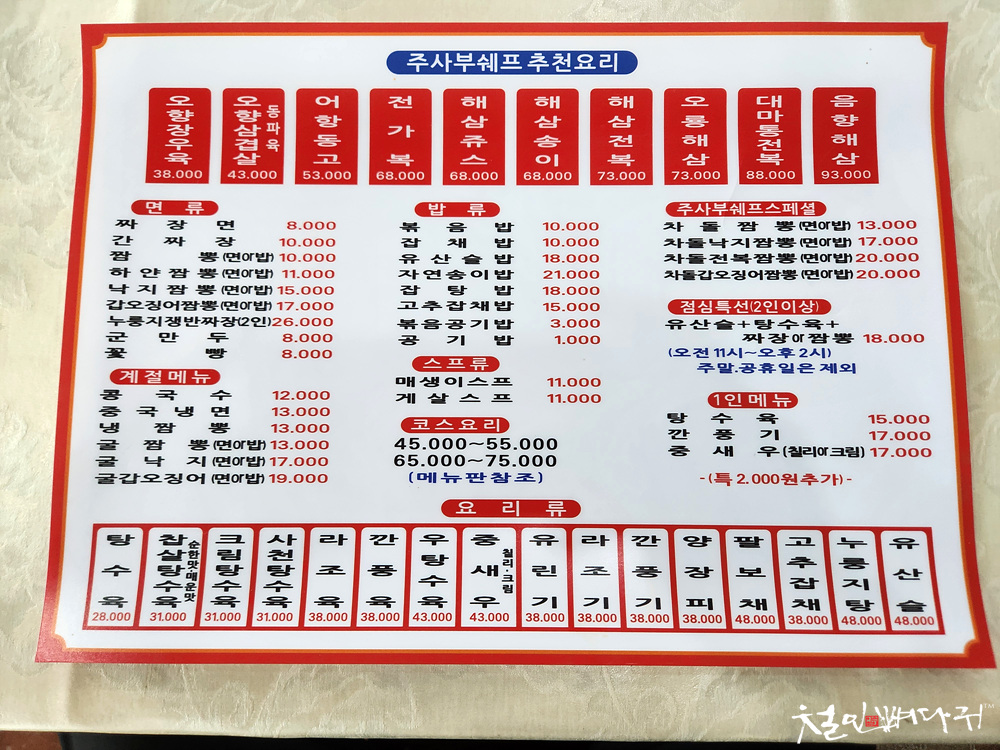 주사부쉐프 추천요리
오향장우육 38.000
오향삼겹살 동파육 43.000
어향동고 53.000
전가복 68.000
해삼쥬스 68.000
해삼송이 68.000
해삼전복 73.000
오룡해삼 73.000
대마통전복 88.000
음향해삼 93.000
면 류
짜 장 면 8.000
간 짜 장 10.000
짬 뽕(면or밥) 10.000
하 얀 짬 뽕(면or밥) 11.000
낙 지 짬 뽕(면or밥) 15.000
갑오징어짬뽕(면or밥) 17.000
누룽지쟁반짜장(2인) 26.000
군 만 두 8.000
꽃 빵 8.000
계절메뉴
콩 국 수 12.000
중 국 냉 면 13.000
냉 짬 뽕 13.000
굴 짬 뽕(면or밥) 13.000
굴 낙 지(면or밥) 17.000
굴갑오징어(면or밥) 19.000
밥 류
볶 음 밥 10.000
잡 채 밥 10.000
유 산 슬 밥 18.000
자연송이밥 21.000
잡 탕 밥 18.000
고추잡채밥 15.000
볶음공기밥 3.000
공 기 밥 1.000
스프류
매생이스프 11.000
게 살 스 프 11.000
코스요리
45.000~55.000
65.000~75.000
(메뉴판참조)
주사부쉐프스페셜
차 돌 짬 뽕(면or밥) 13.000
차돌낙지짬뽕(면or밥) 17.000
차돌전복짬뽕(면or밥) 20.000
차돌갑오징어짬뽕(면or밥) 20.000
점심특선(2인이상)
유산슬+탕수육+
짜장or짬뽕 18.000
(오전 11시~오후 2시)
주말.공휴일은 제외
1인메뉴
탕 수 육 15.000
깐 풍 기 17.000
중 새 우(칠리or크림) 17.000
-(특 2.000원추가)-
요 리 류
탕수육 28.000
찹쌀탕수육 순한맛·매운맛 31.000
크림탕수육 31.000
사천탕수육 31.000
라조육 38.000
깐풍육 38.000
우탕수육 43.000
중새우 칠리·크림 43.000
유린기 38.000
라조기 38.000
깐풍기 38.000
양장피 38.000
팔보채 48.000
고추잡채 38.000
누룽지탕 48.000
유산슬 48.000
철인뼈다귀™